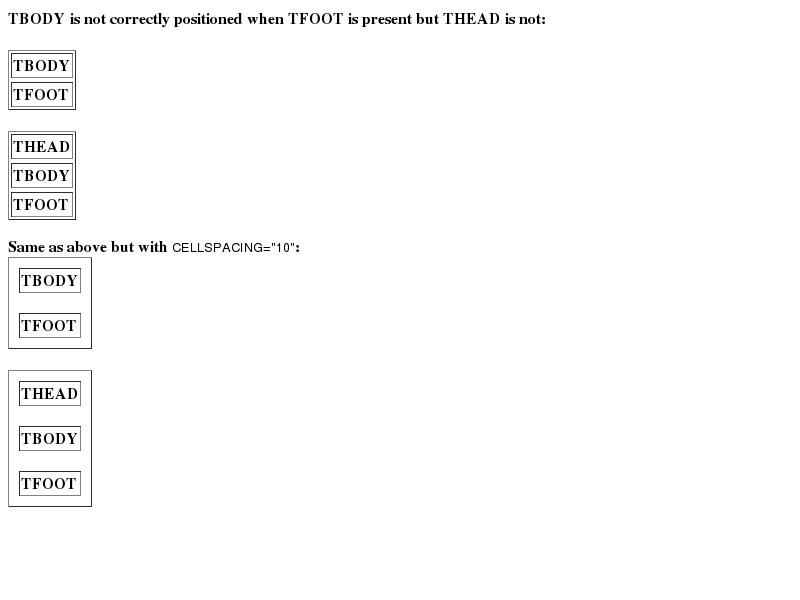 TBODY is not correctly positioned when TFOOT is present but THEAD is not:
TBODY
TFOOT
THEAD
TBODY
TFOOT
Same as above but with CELLSPACING="10":
TBODY
TFOOT
THEAD
TBODY
TFOOT